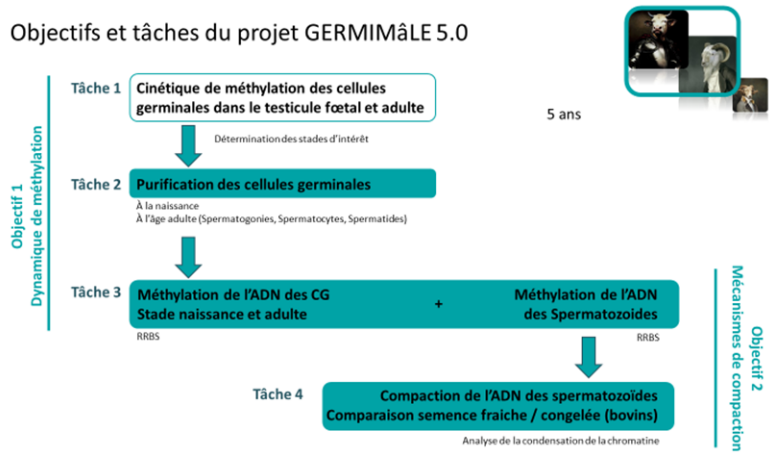 Objectifs et tâches du projet GERMIMâLE 5.0
Tâche 1
Cinétique de méthylation des cellules
germinales dans le testicule fœtal et adulte
5 ans
Détermination des stades d'intérêt
Objectif 1
Dynamique de méthylation
Tâche 2
Purification des cellules germinales
À la naissance
À l'âge adulte (Spermatogonies, Spermatocytes, Spermatides)
Tâche 3
Méthylation de l'ADN des CG
Stade naissance et adulte
+
Méthylation de l'ADN
des Spermatozoides
RRBS
RRBS
Objectif 2
Mécanismes de compaction
Tâche 4
Compaction de l'ADN des spermatozoïdes
Comparaison semence fraiche / congelée (bovins)
Analyse de la condensation de la chromatine